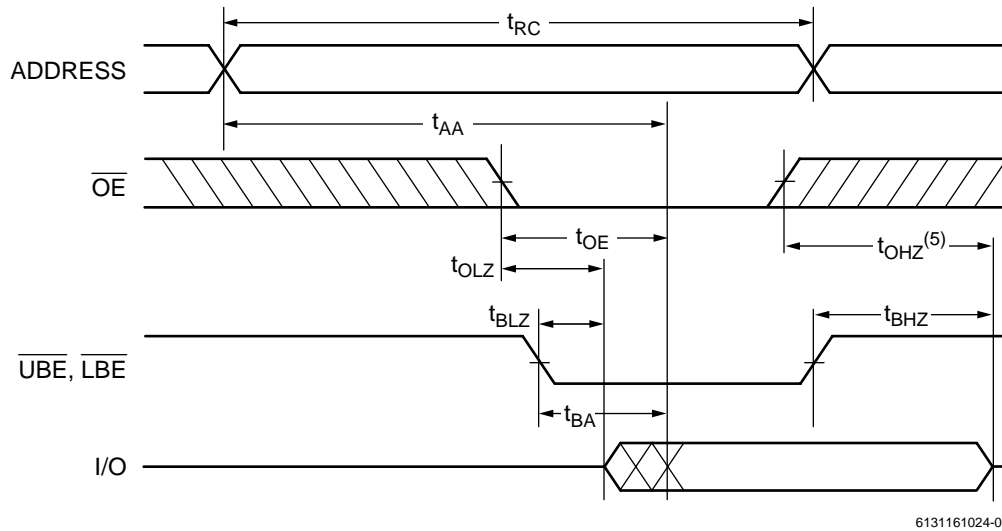 tRC
ADDRESS
tAA
OE
tOE
tOHZ(5)
tOLZ
tBLZ
tBHZ
UBE, LBE
tBA
I/O
6131161024-0